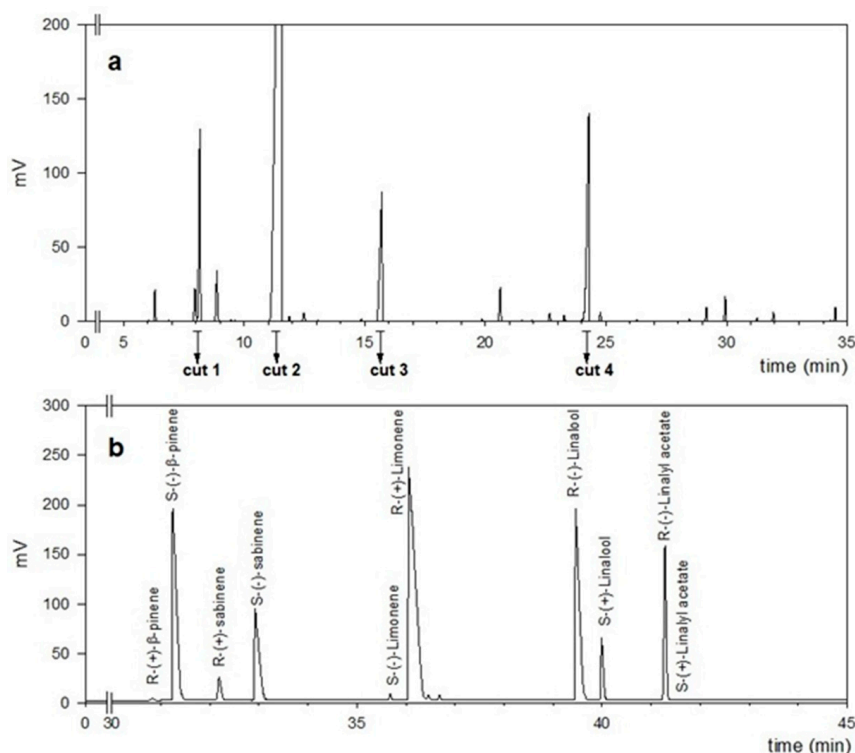 a
200
150
100
50
0
mV
0 5 10 15 20 25 30 35
cut 1 cut 2 cut 3 cut 4
time (min)
b
300
250
200
150
100
50
0
mV
R-(+)-β-pinene
S-(-)-β-pinene
R-(+)-sabinene
S-(-)-sabinene
S-(-)-Limonene
R-(+)-Limonene
R-(-)-Linalool
S-(+)-Linalool
R-(-)-Linalyl acetate
S-(+)-Linalyl acetate
0 30 35 40 45
time (min)